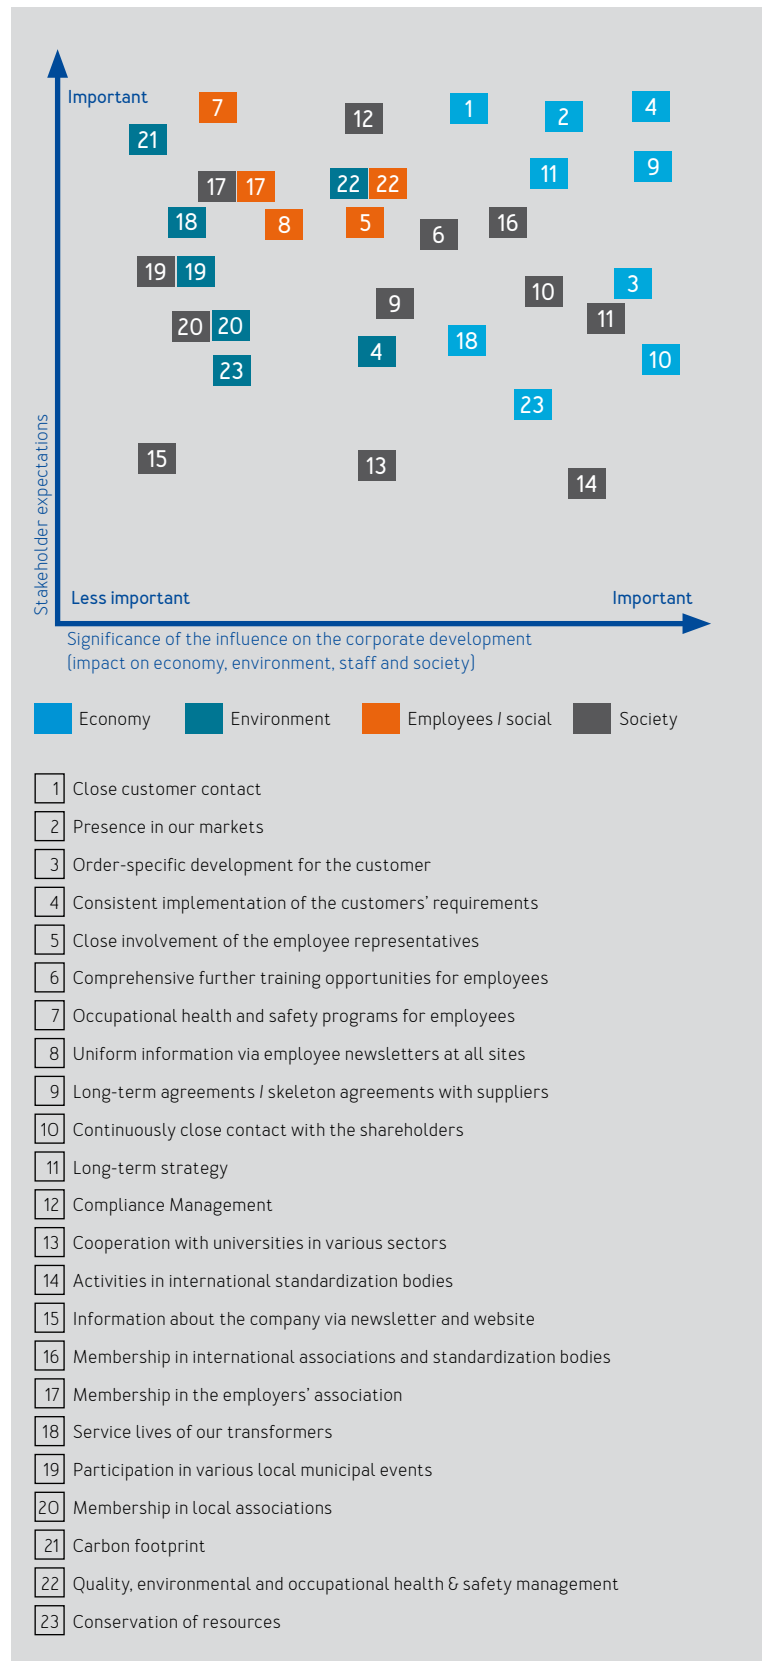 Important
7
12
1
2
4
21
17 17
22 22
11
9
18
8
5
6
16
19 19
9
10
3
11
20 20
4
18
10
23
23
15
13
14
Stakeholder expectations
Less important
Important
Significance of the influence on the corporate development
(impact on economy, environment, staff and society)
Economy
Environment
Employees / social
Society
1 Close customer contact
2 Presence in our markets
3 Order-specific development for the customer
4 Consistent implementation of the customers' requirements
5 Close involvement of the employee representatives
6 Comprehensive further training opportunities for employees
7 Occupational health and safety programs for employees
8 Uniform information via employee newsletters at all sites
9 Long-term agreements / skeleton agreements with suppliers
10 Continuously close contact with the shareholders
11 Long-term strategy
12 Compliance Management
13 Cooperation with universities in various sectors
14 Activities in international standardization bodies
15 Information about the company via newsletter and website
16 Membership in international associations and standardization bodies
17 Membership in the employers' association
18 Service lives of our transformers
19 Participation in various local municipal events
20 Membership in local associations
21 Carbon footprint
22 Quality, environmental and occupational health & safety management
23 Conservation of resources